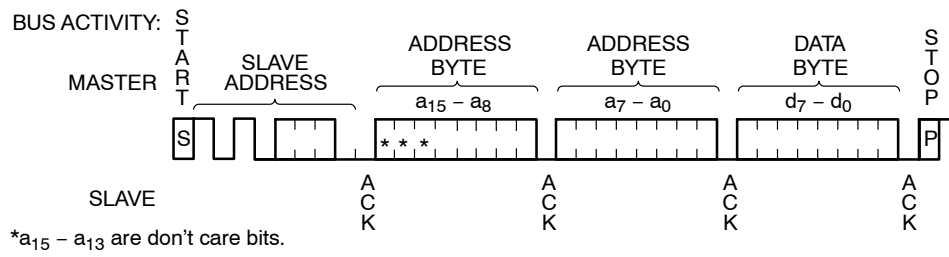 BUS ACTIVITY:
MASTER
START
SLAVE
ADDRESS
ADDRESS
BYTE
a15 – a8
ADDRESS
BYTE
a7 – a0
DATA
BYTE
d7 – d0
STOP
S
* * *
P
SLAVE
ACK
ACK
ACK
ACK
*a15 – a13 are don't care bits.